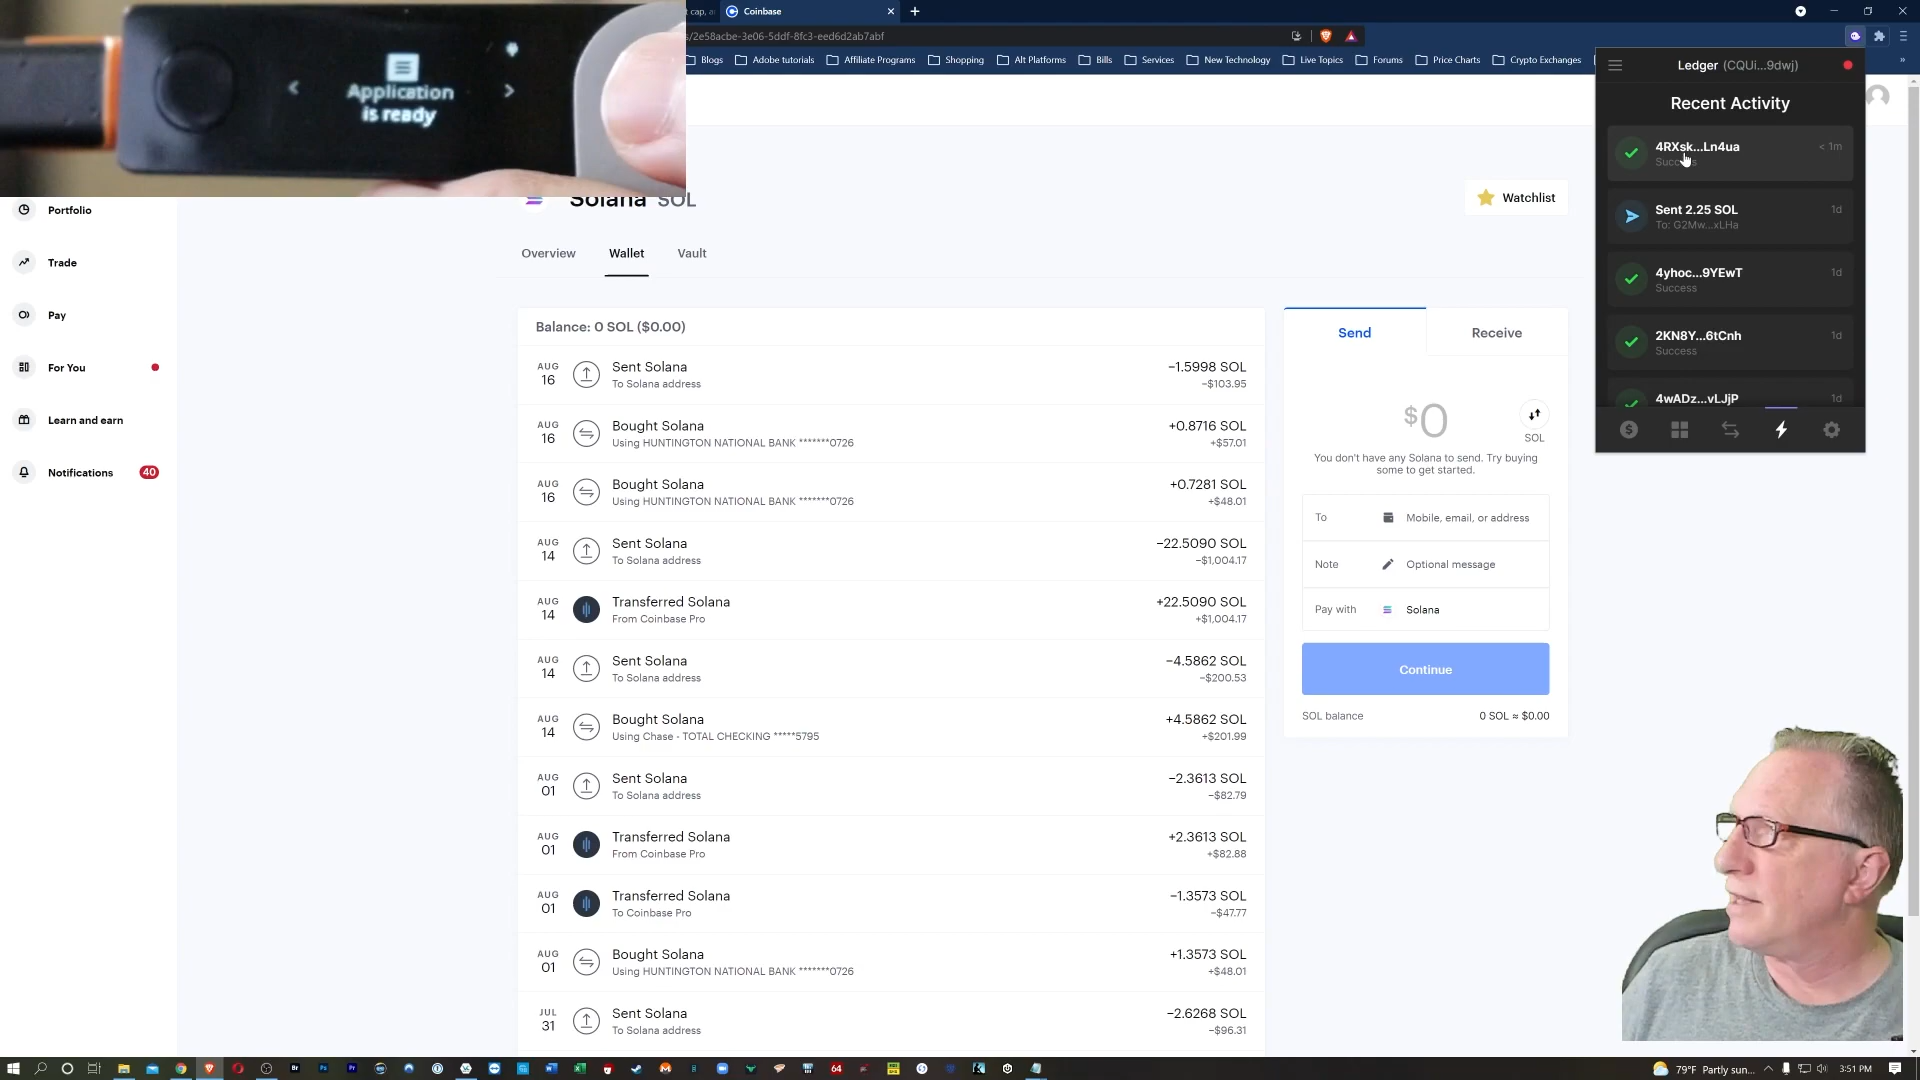 Application
is ready
t cap, a
Coinbase
s/2e58acbe-3e06-5ddf-8fc3-eed6d2ab7abf
Blogs
Adobe tutorials
Affiliate Programs
Shopping
Alt Platforms
Bills
Services
New Technology
Live Topics
Forums
Price Charts
Crypto Exchanges
»
Portfolio
Trade
Pay
For You
Learn and earn
Notifications
40
Solana SOL
Watchlist
Overview
Wallet
Vault
Balance: 0 SOL ($0.00)
AUG 16
Sent Solana
To Solana address
−1.5998 SOL
−$103.95
AUG 16
Bought Solana
Using HUNTINGTON NATIONAL BANK *******0726
+0.8716 SOL
+$57.01
AUG 16
Bought Solana
Using HUNTINGTON NATIONAL BANK *******0726
+0.7281 SOL
+$48.01
AUG 14
Sent Solana
To Solana address
−22.5090 SOL
−$1,004.17
AUG 14
Transferred Solana
From Coinbase Pro
+22.5090 SOL
+$1,004.17
AUG 14
Sent Solana
To Solana address
−4.5862 SOL
−$200.53
AUG 14
Bought Solana
Using Chase - TOTAL CHECKING *****5795
+4.5862 SOL
+$201.99
AUG 01
Sent Solana
To Solana address
−2.3613 SOL
−$82.79
AUG 01
Transferred Solana
From Coinbase Pro
+2.3613 SOL
+$82.88
AUG 01
Transferred Solana
To Coinbase Pro
−1.3573 SOL
−$47.77
AUG 01
Bought Solana
Using HUNTINGTON NATIONAL BANK *******0726
+1.3573 SOL
+$48.01
JUL 31
Sent Solana
To Solana address
−2.6268 SOL
−$96.31
Send
Receive
$0
SOL
You don't have any Solana to send. Try buying
some to get started.
To
Mobile, email, or address
Note
Optional message
Pay with
Solana
Continue
SOL balance
0 SOL ≈ $0.00
Ledger (CQUi...9dwj)
Recent Activity
4RXsk...Ln4ua
< 1m
Success
Sent 2.25 SOL
1d
To: G2Mw...xLHa
4yhoc...9YEwT
1d
Success
2KN8Y...6tCnh
1d
Success
4wADz...vLJjP
1d
Br
Ps
Pr
64
79°F Partly sun...
3:51 PM